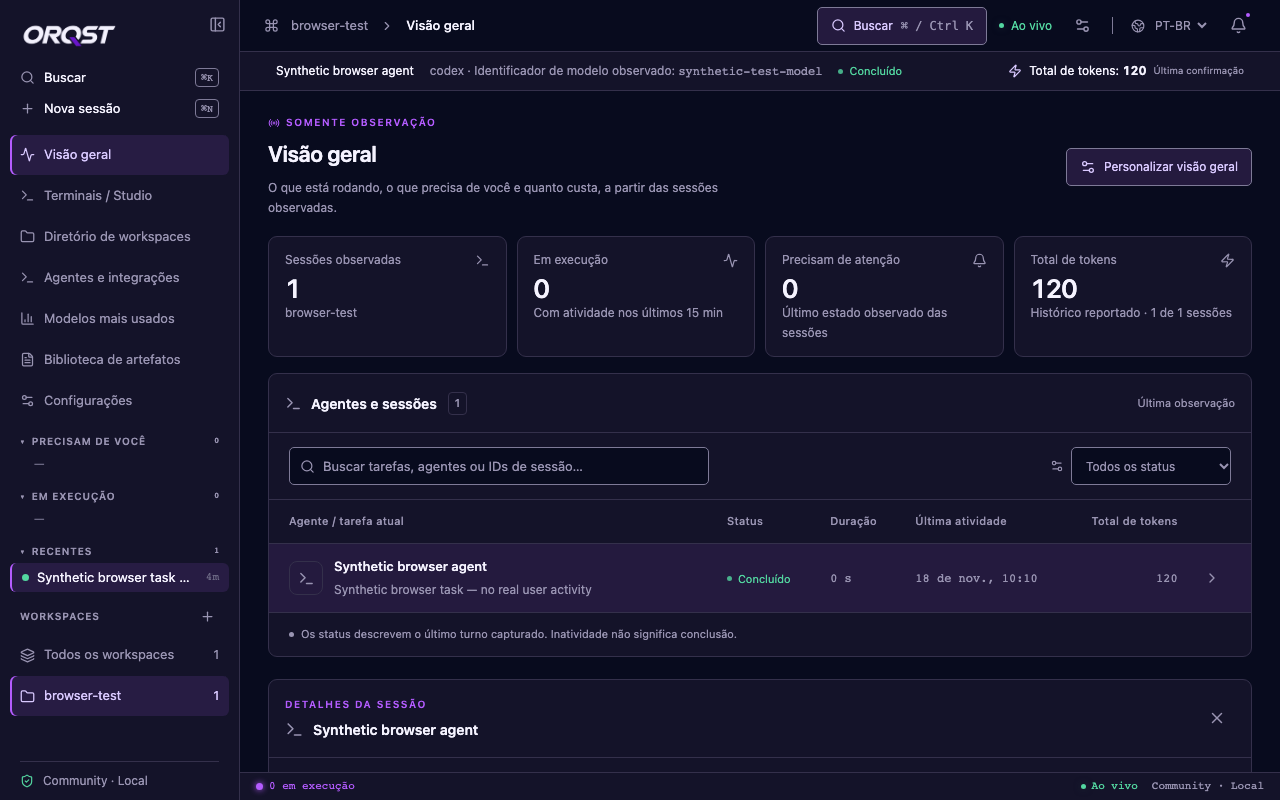 OROST
Buscar ⌘K
Nova sessão ⌘N
Visão geral
Terminais / Studio
Diretório de workspaces
Agentes e integrações
Modelos mais usados
Biblioteca de artefatos
Configurações
PRECISAM DE VOCÊ 0
—
EM EXECUÇÃO 0
—
RECENTES 1
Synthetic browser task ... 4m
WORKSPACES
Todos os workspaces 1
browser-test 1
Community · Local
⌘ browser-test > Visão geral
Buscar ⌘ / Ctrl K
Ao vivo
PT-BR
Synthetic browser agent codex · Identificador de modelo observado: synthetic-test-model
Concluído
Total de tokens: 120 Última confirmação
SOMENTE OBSERVAÇÃO
Visão geral
O que está rodando, o que precisa de você e quanto custa, a partir das sessões
observadas.
Personalizar visão geral
Sessões observadas
1
browser-test
Em execução
0
Com atividade nos últimos 15 min
Precisam de atenção
0
Último estado observado das
sessões
Total de tokens
120
Histórico reportado · 1 de 1 sessões
Agentes e sessões 1
Última observação
Buscar tarefas, agentes ou IDs de sessão...
Todos os status
Agente / tarefa atual Status Duração Última atividade Total de tokens
Synthetic browser agent
Synthetic browser task — no real user activity
Concluído 0 s 18 de nov., 10:10 120
Os status descrevem o último turno capturado. Inatividade não significa conclusão.
DETALHES DA SESSÃO
Synthetic browser agent
0 em execução
Ao vivo Community · Local